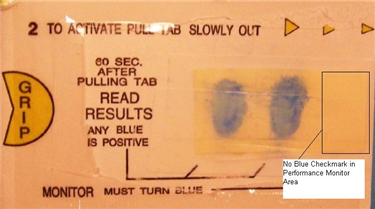 2 TO ACTIVATE PULL TAB SLOWLY OUT
GRIP
60 SEC.
AFTER
PULLING TAB
READ
RESULTS
ANY BLUE
IS POSITIVE
No Blue Checkmark in
Performance Monitor
Area
MONITOR MUST TURN BLUE